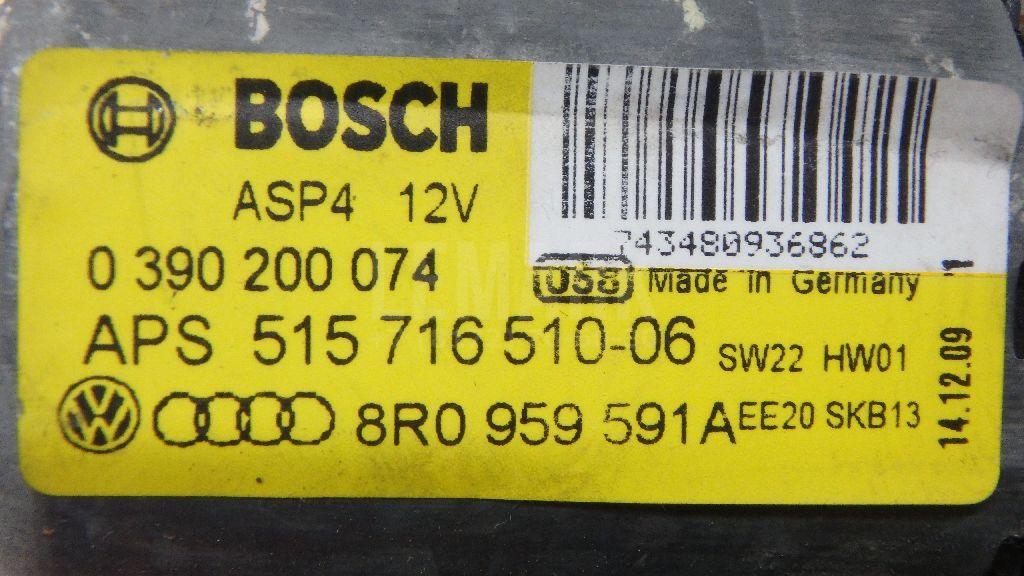 BOSCH
ASP4 12V
743480936862
0 390 200 074
058 Made in Germany 1
APS 515 716 510-06 SW22 HW01
8R0 959 591A EE20 SKB13
14.12.09